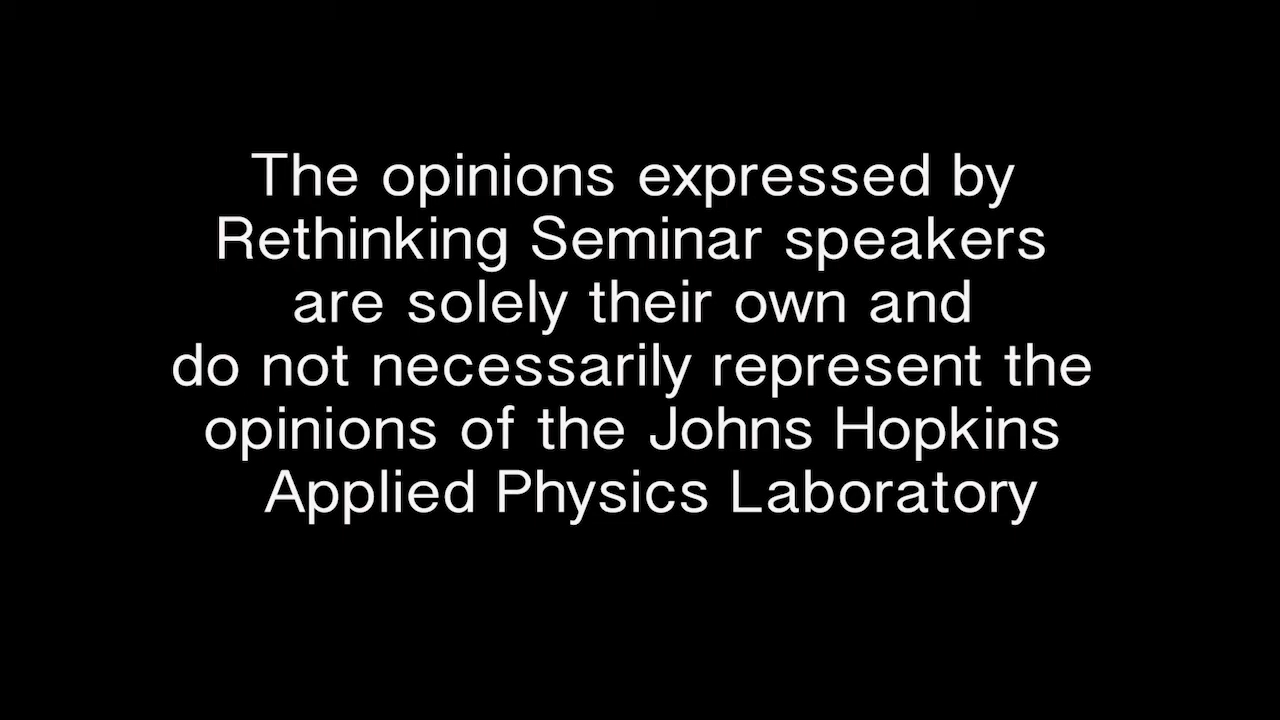 The opinions expressed by
Rethinking Seminar speakers
are solely their own and
do not necessarily represent the
opinions of the Johns Hopkins
Applied Physics Laboratory